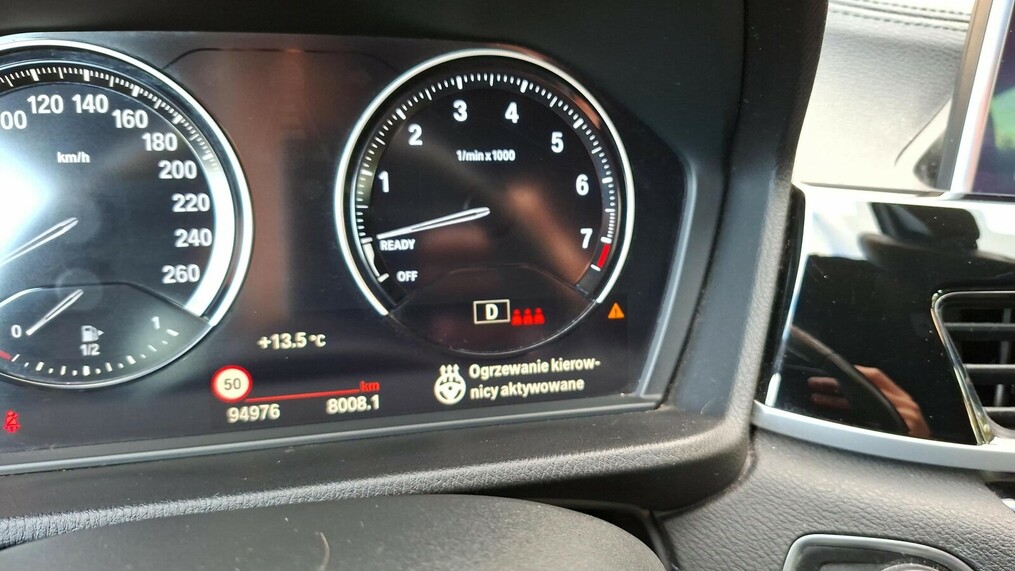 00 120 140
160
180
200
220
240
260
km/h
0 1
1/2
1 2 3 4 5 6 7
1/min x 1000
READY
OFF
D
+13.5 °C
50
km
94976 8008.1
Ogrzewanie kierow-
nicy aktywowane